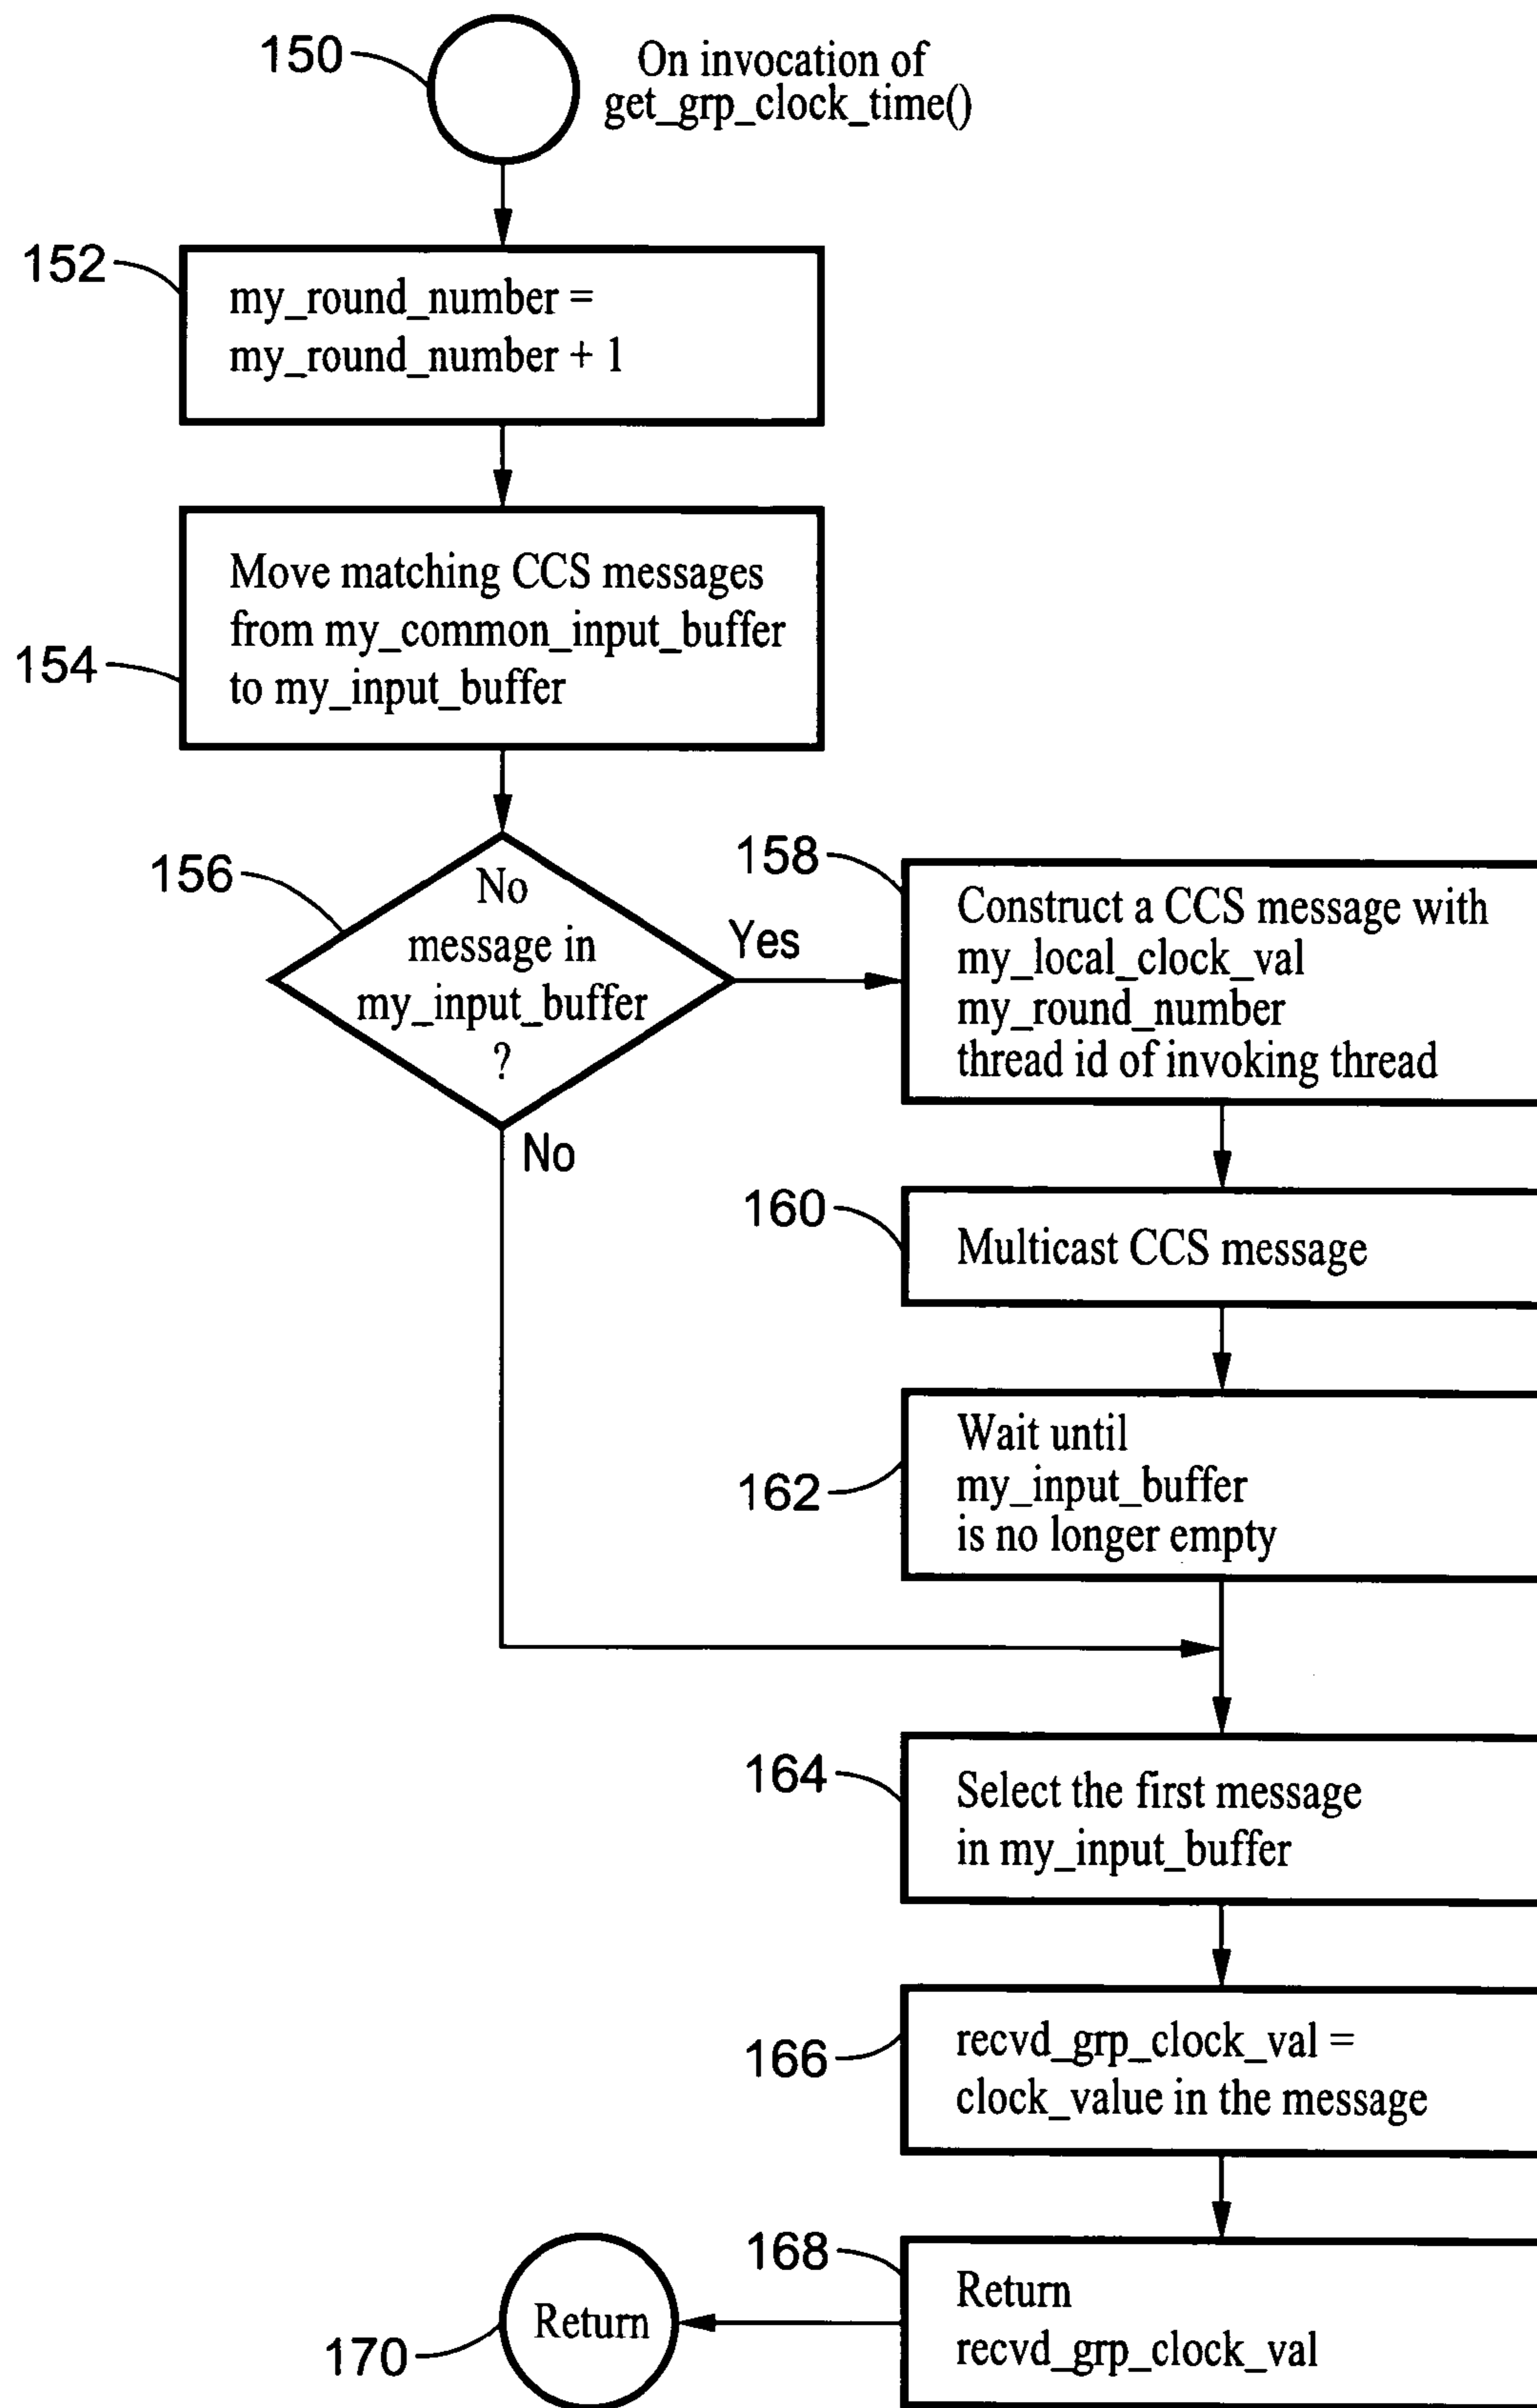 150
On invocation of
get_grp_clock_time()
152
my_round_number =
my_round_number + 1
154
Move matching CCS messages
from my_common_input_buffer
to my_input_buffer
156
No
message in
my_input_buffer
?
Yes
No
158
Construct a CCS message with
my_local_clock_val
my_round_number
thread id of invoking thread
160
Multicast CCS message
162
Wait until
my_input_buffer
is no longer empty
164
Select the first message
in my_input_buffer
166
recvd_grp_clock_val =
clock_value in the message
168
Return
recvd_grp_clock_val
170
Return